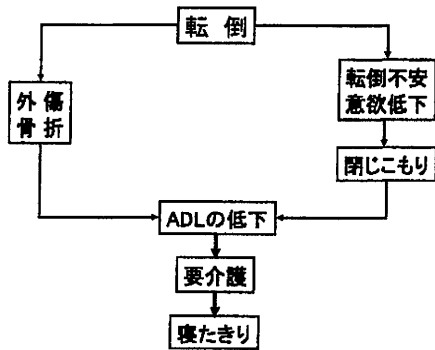 転倒
外傷
骨折
転倒不安
意欲低下
閉じこもり
ADLの低下
要介護
寝たきり